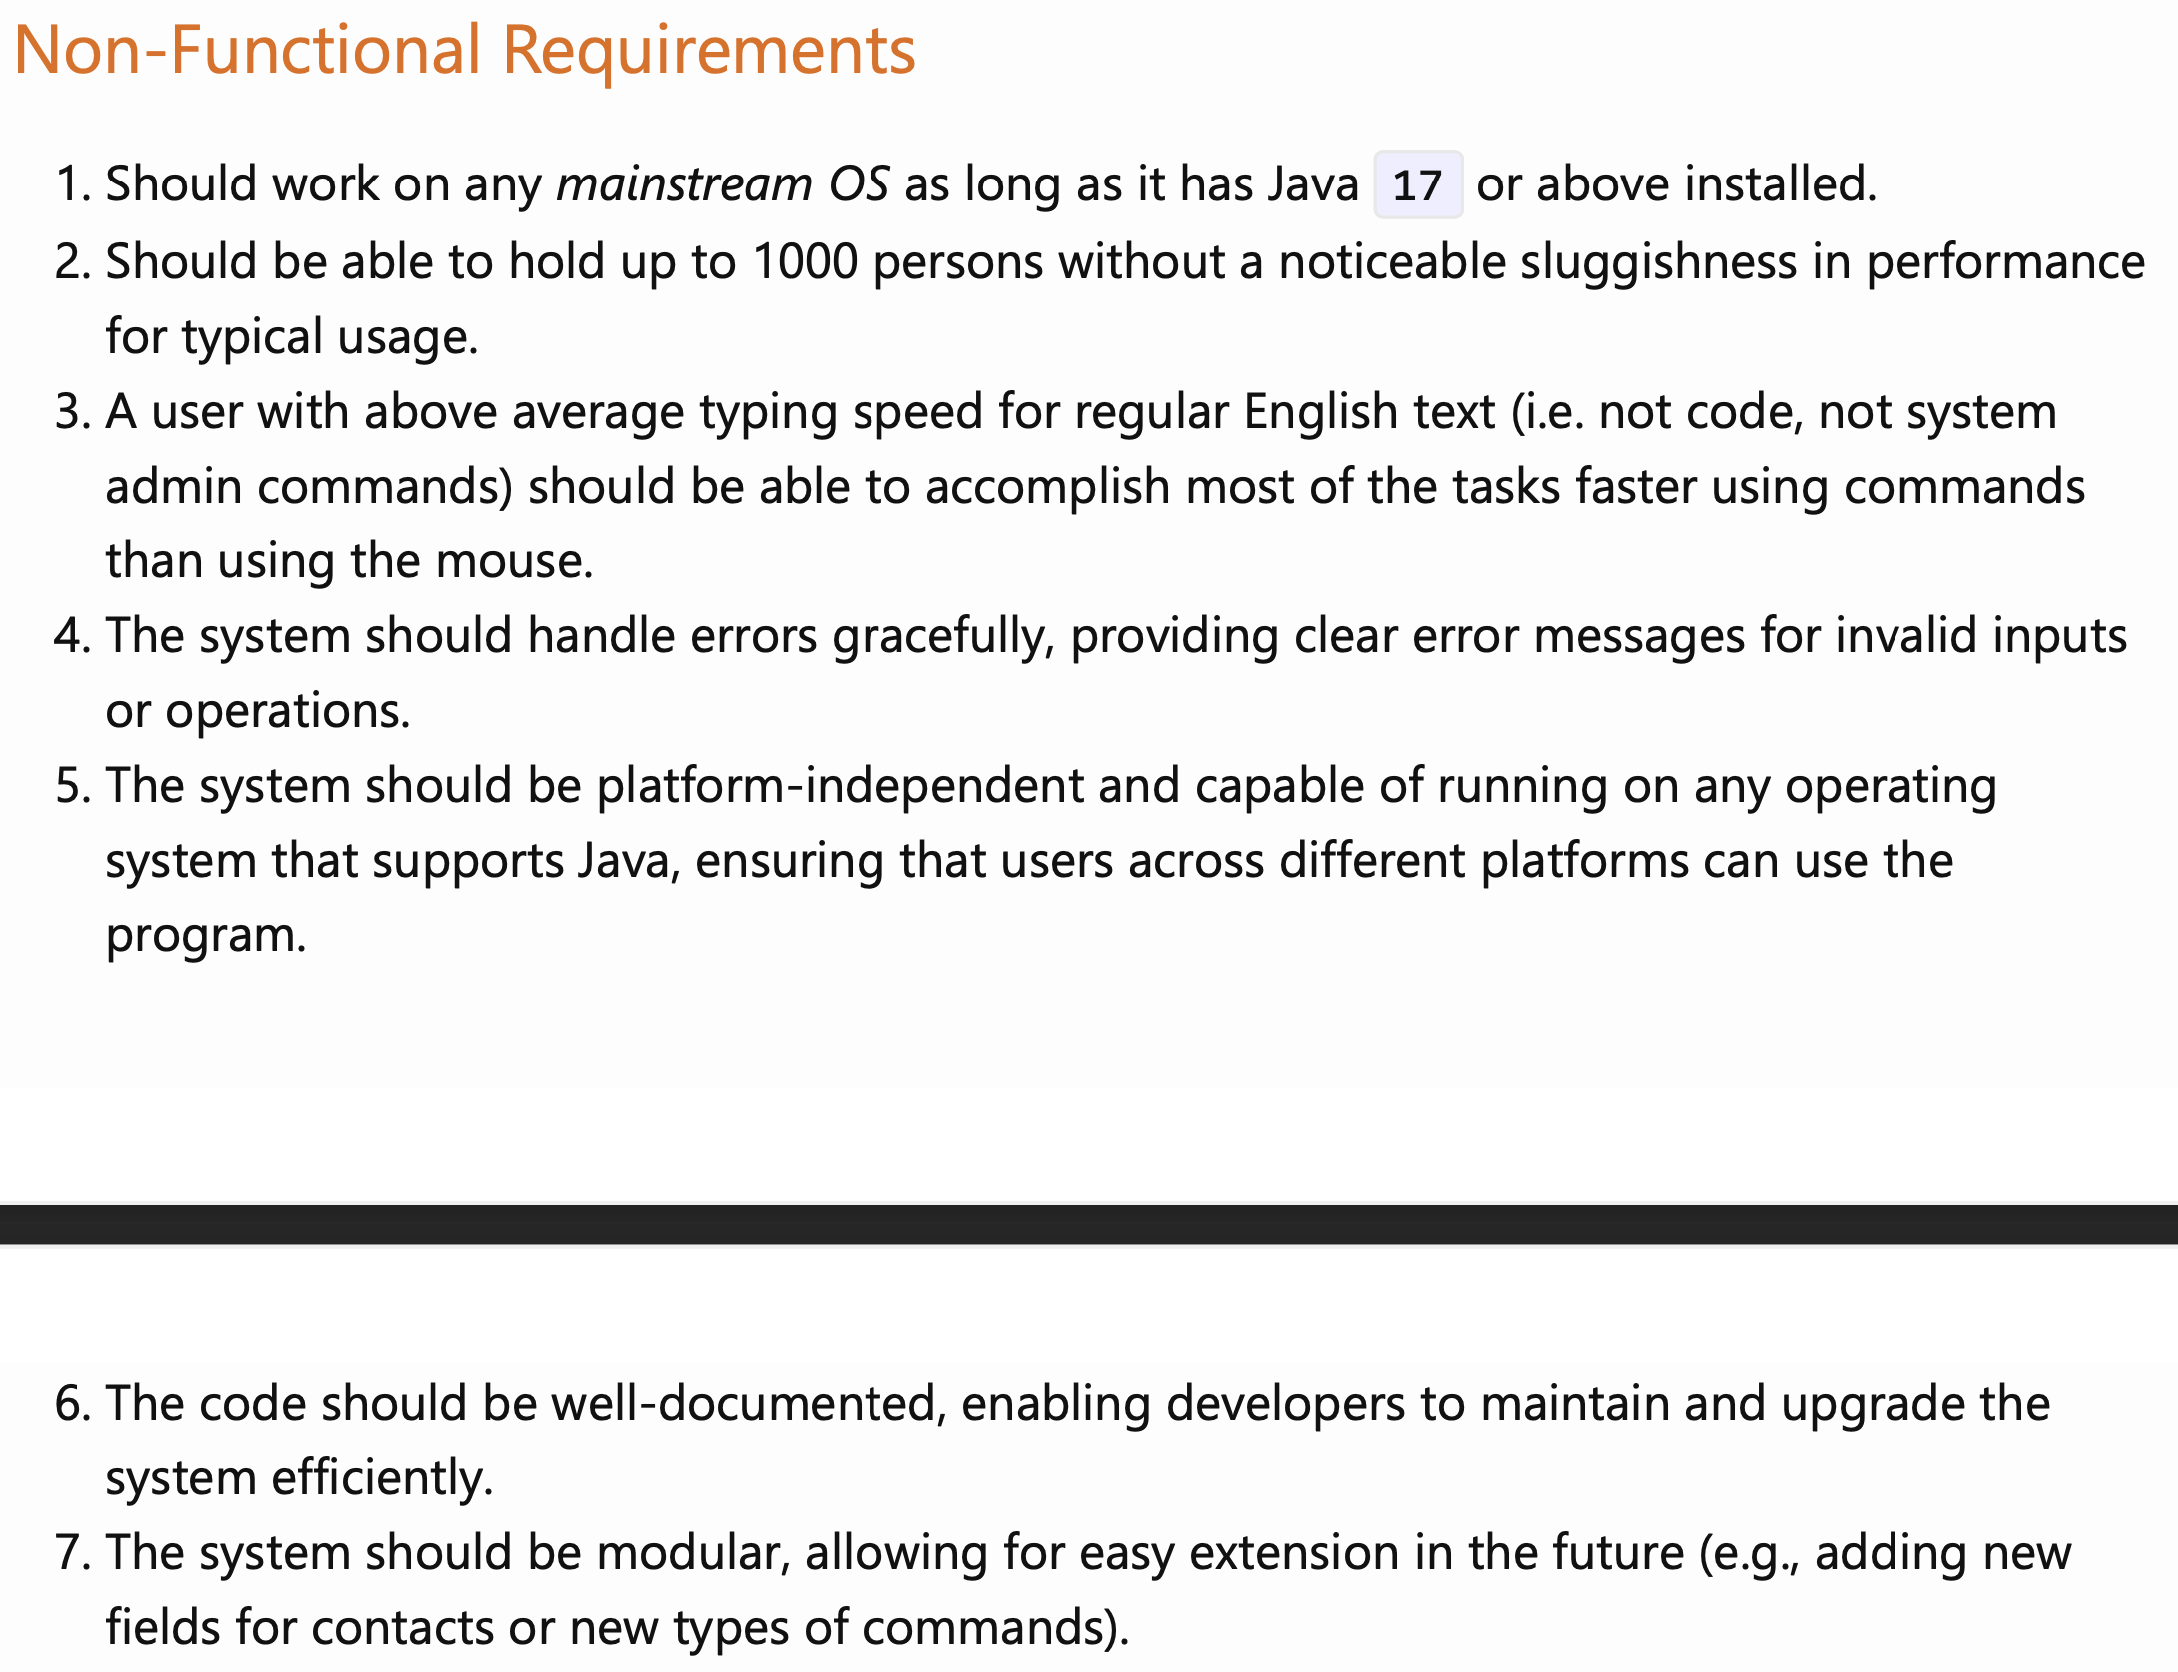 Non-Functional Requirements
1. Should work on any mainstream OS as long as it has Java 17 or above installed.
2. Should be able to hold up to 1000 persons without a noticeable sluggishness in performance
for typical usage.
3. A user with above average typing speed for regular English text (i.e. not code, not system
admin commands) should be able to accomplish most of the tasks faster using commands
than using the mouse.
4. The system should handle errors gracefully, providing clear error messages for invalid inputs
or operations.
5. The system should be platform-independent and capable of running on any operating
system that supports Java, ensuring that users across different platforms can use the
program.
6. The code should be well-documented, enabling developers to maintain and upgrade the
system efficiently.
7. The system should be modular, allowing for easy extension in the future (e.g., adding new
fields for contacts or new types of commands).